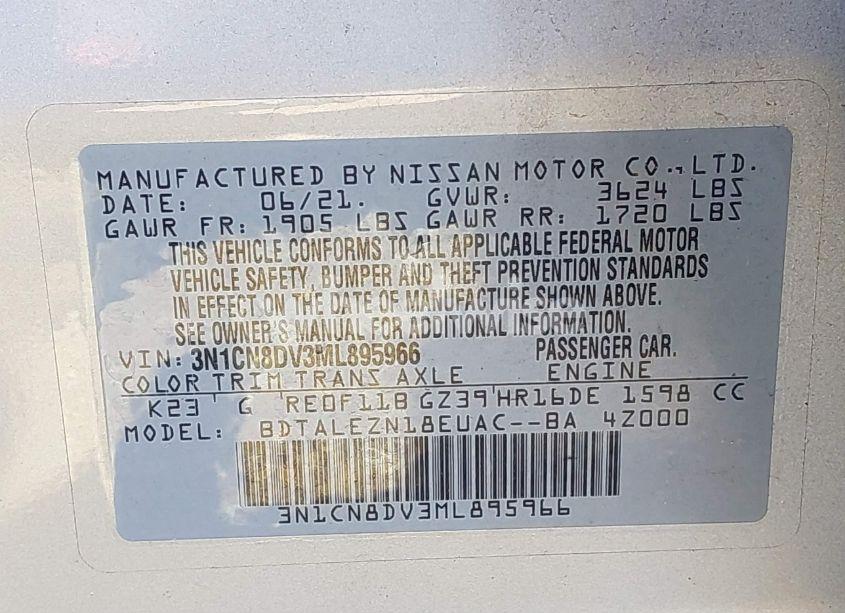 MANUFACTURED BY NISSAN MOTOR CO.,LTD.
DATE: 06/21. GVWR: 3624 LBS
GAWR FR: 1905 LBS GAWR RR: 1720 LBS
THIS VEHICLE CONFORMS TO ALL APPLICABLE FEDERAL MOTOR
VEHICLE SAFETY, BUMPER AND THEFT PREVENTION STANDARDS
IN EFFECT ON THE DATE OF MANUFACTURE SHOWN ABOVE.
SEE OWNER'S MANUAL FOR ADDITIONAL INFORMATION.
VIN: 3N1CN8DV3ML895966 PASSENGER CAR.
COLOR TRIM TRANS AXLE ENGINE
K23 G RE0F11B GZ39 HR16DE 1598 CC
MODEL: BDTALEZN18EUAC--BA 4Z000
3N1CN8DV3ML895966